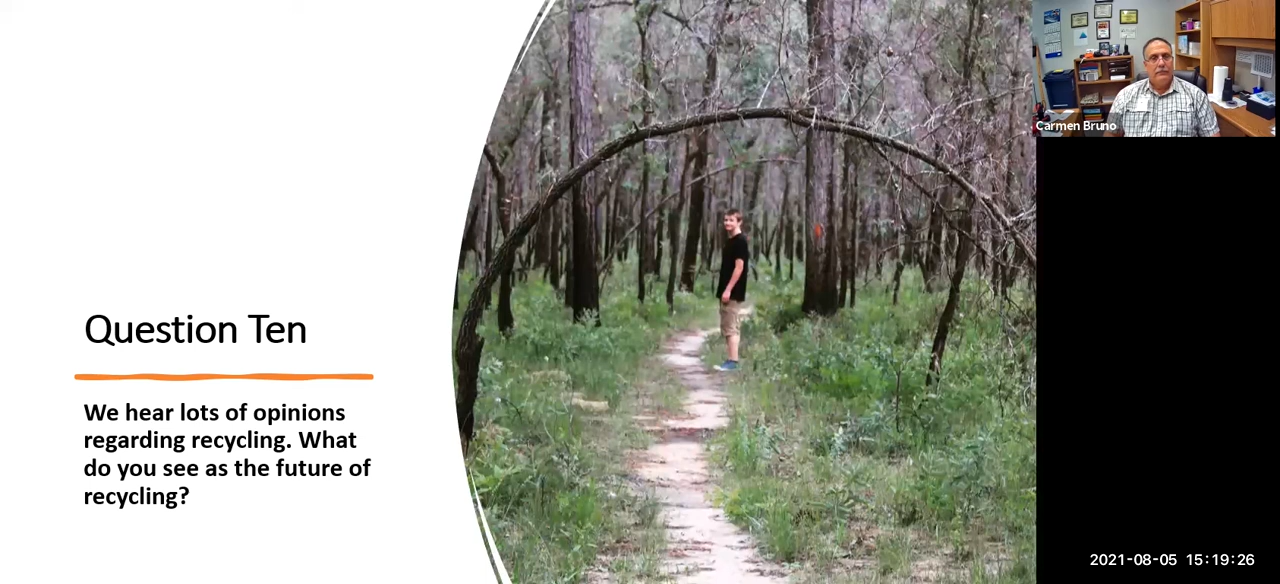 Carmen Bruno
Question Ten
We hear lots of opinions
regarding recycling. What
do you see as the future of
recycling?
2021-08-05 15:19:26